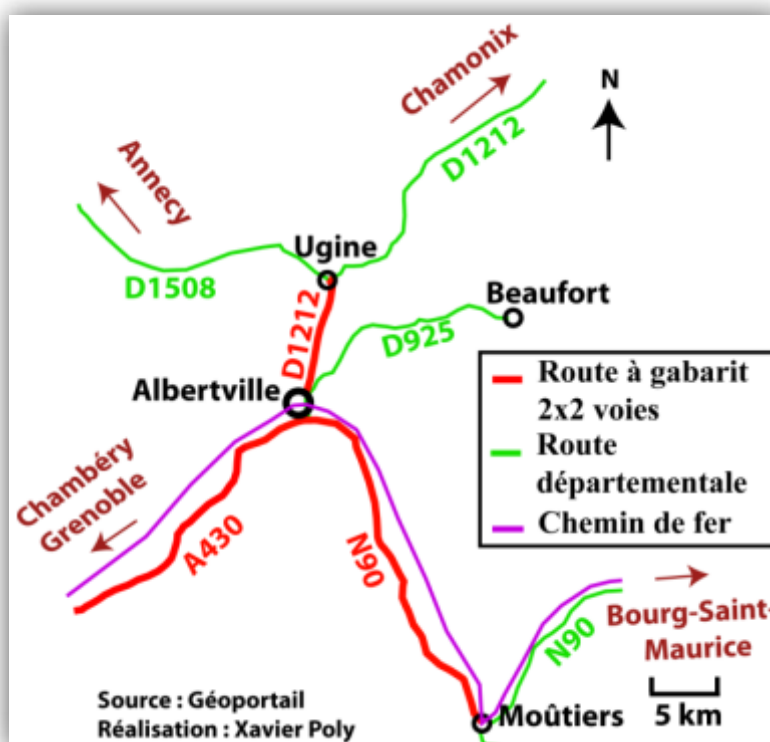 Chamonix
N
D1212
Annecy
Ugine
D1508
Beaufort
D1212
D925
Albertville
Route à gabarit
2x2 voies
Route
départementale
Chemin de fer
Chambéry
Grenoble
A430
N90
Bourg-Saint-
Maurice
N90
Source : Géoportail
Réalisation : Xavier Poly
Moûtiers
5 km